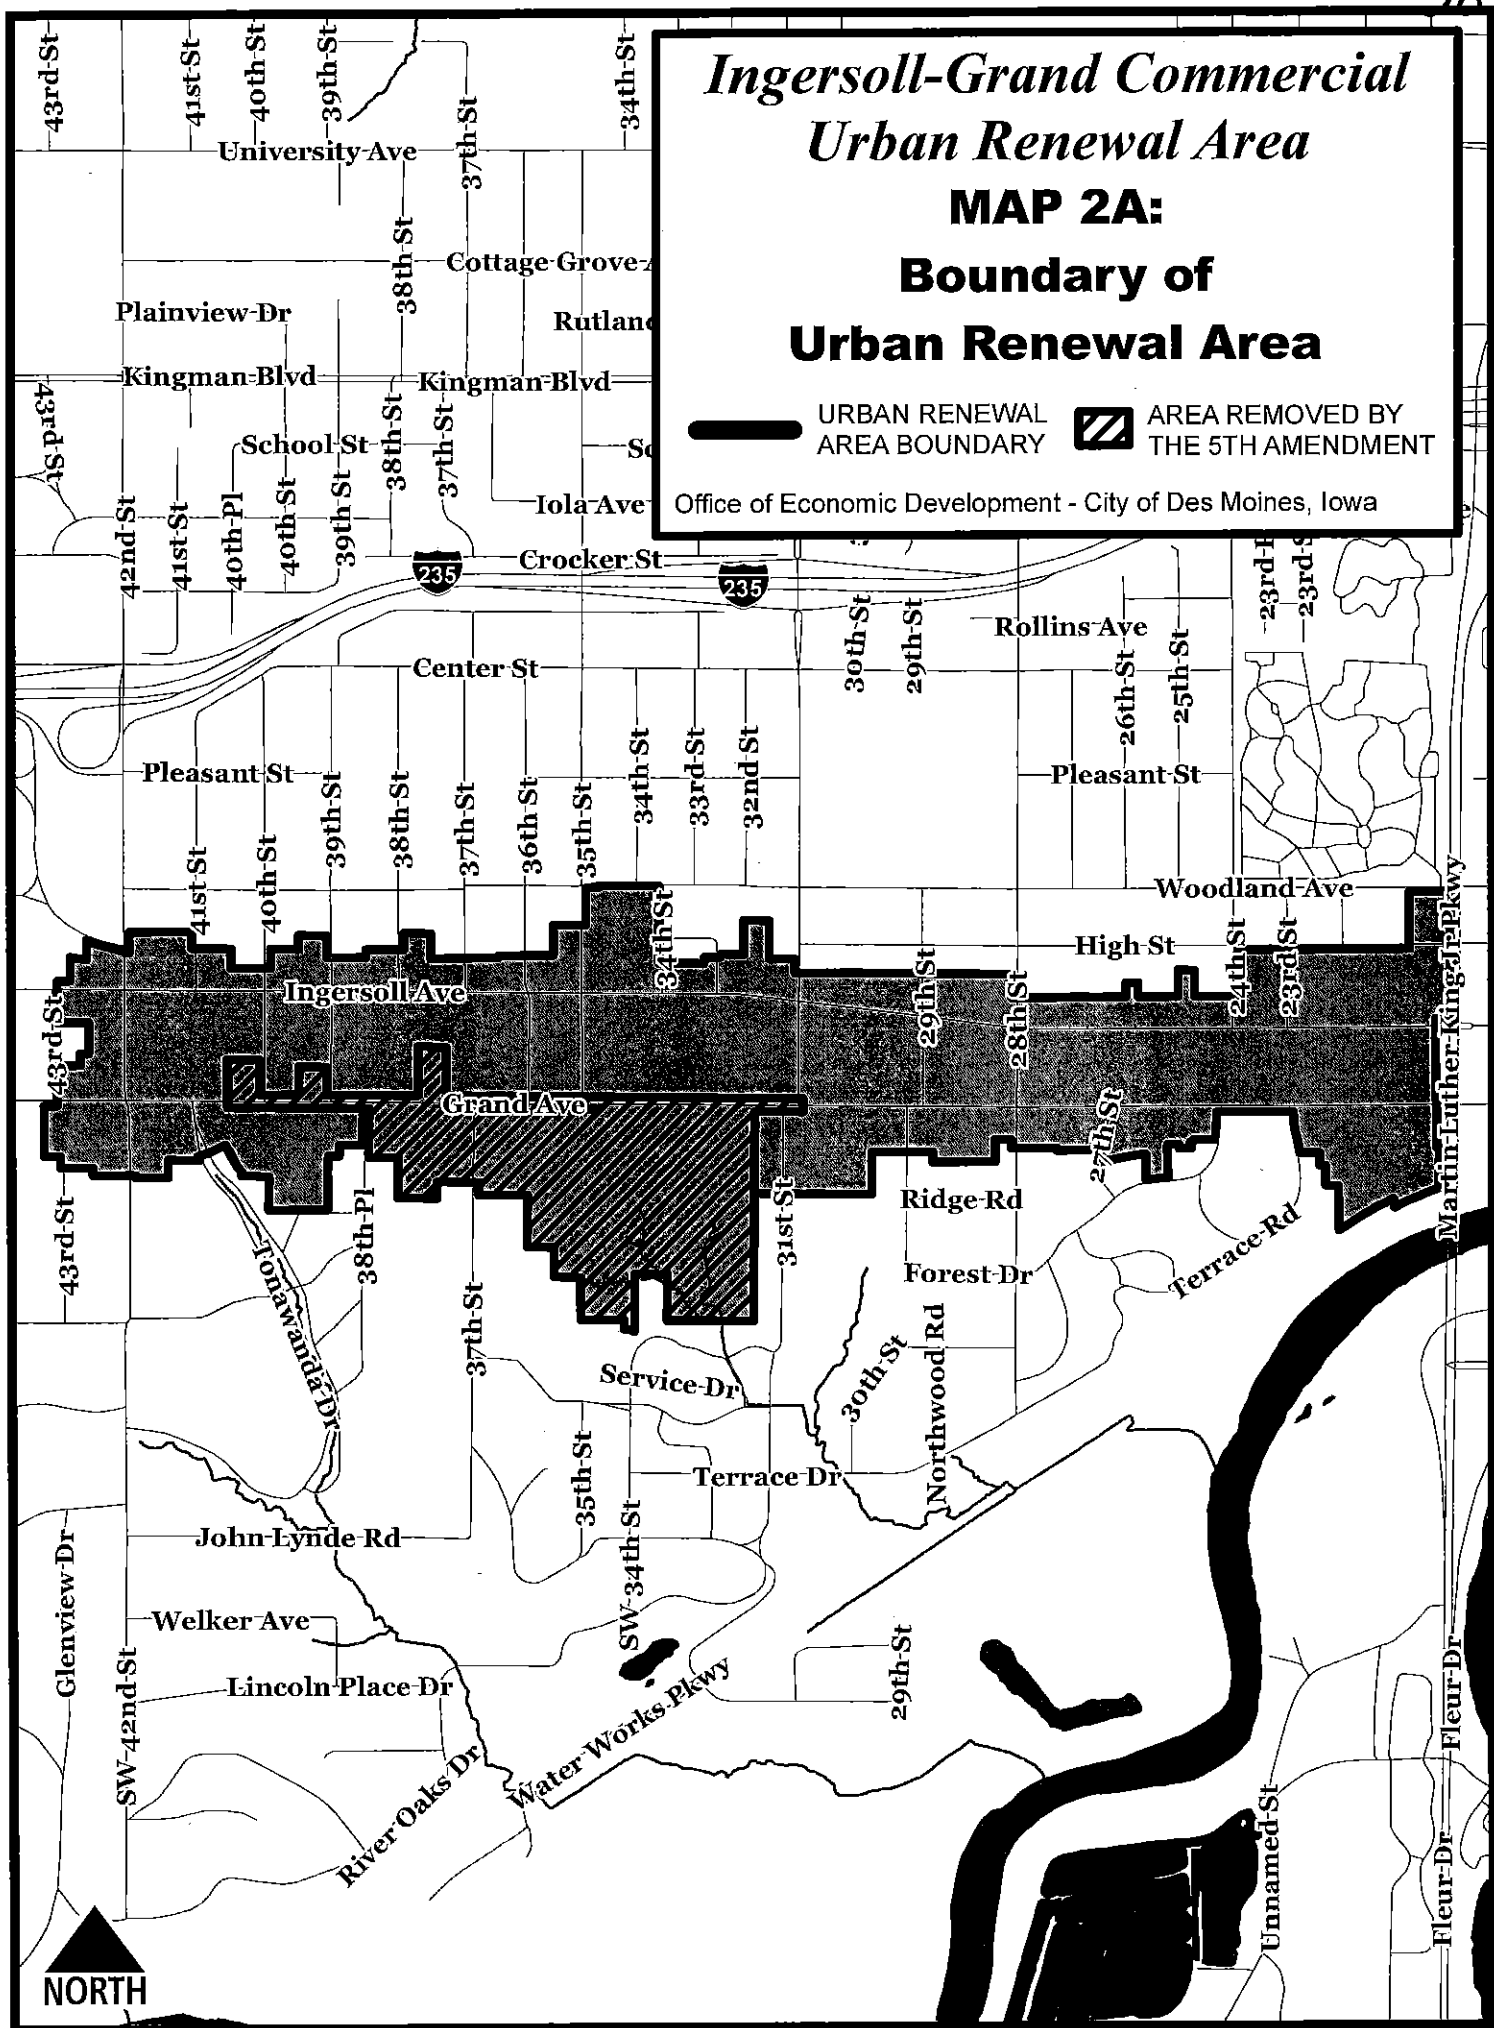 Ingersoll-Grand Commercial
Urban Renewal Area
MAP 2A:
Boundary of
Urban Renewal Area
URBAN RENEWAL
AREA BOUNDARY
AREA REMOVED BY
THE 5TH AMENDMENT
Office of Economic Development - City of Des Moines, Iowa
43rd St
41st St
40th St
39th St
37th St
34th St
University Ave
38th St
Cottage Grove
Plainview Dr
Kingman Blvd
Kingman Blvd
43rd St
School St
38th St
37th St
Iola Ave
42nd St
41st St
40th Pl
40th St
39th St
235
Crocker St
235
30th St
29th St
Rollins Ave
26th St
25th St
Center St
Pleasant St
39th St
38th St
37th St
36th St
35th St
34th St
33rd St
32nd St
Pleasant St
41st St
40th St
Woodland Ave
34th St
High St
24th St
23rd St
Martin Luther King Jr Pkwy
Ingersoll Ave
29th St
28th St
43rd St
Grand Ave
27th St
43rd St
38th Pl
31st St
Ridge Rd
Tonawanda Dr
37th St
Forest Dr
Terrace Rd
Service Dr
30th St
Northwood Rd
35th St
Terrace Dr
John Lynde Rd
SW 34th St
Glenview Dr
Welker Ave
SW 42nd St
Lincoln Place Dr
29th St
Water Works Pkwy
River Oaks Dr
Fleur Dr
Unnamed St
Fleur Dr
NORTH